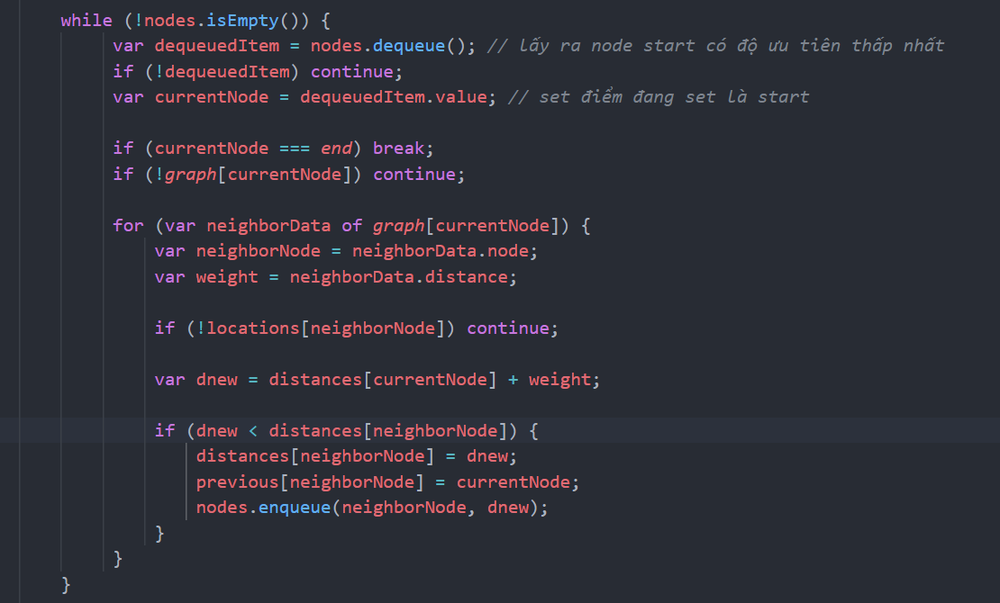 while (!nodes.isEmpty()) {
var dequeuedItem = nodes.dequeue(); // lấy ra node start có độ ưu tiên thấp nhất
if (!dequeuedItem) continue;
var currentNode = dequeuedItem.value; // set điểm đang set là start
if (currentNode === end) break;
if (!graph[currentNode]) continue;
for (var neighborData of graph[currentNode]) {
var neighborNode = neighborData.node;
var weight = neighborData.distance;
if (!locations[neighborNode]) continue;
var dnew = distances[currentNode] + weight;
if (dnew < distances[neighborNode]) {
distances[neighborNode] = dnew;
previous[neighborNode] = currentNode;
nodes.enqueue(neighborNode, dnew);
}
}
}